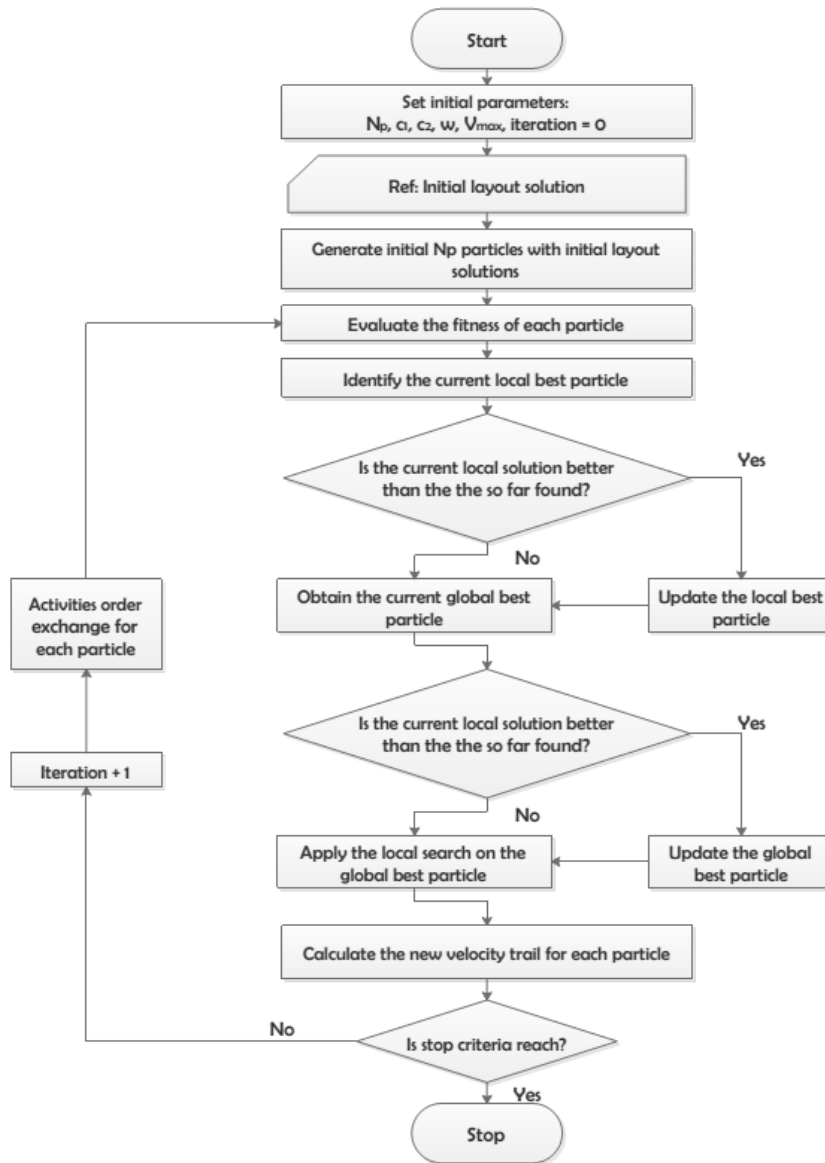 Start
Set initial parameters:
Np, c1, c2, w, Vmax, iteration = 0
Ref: Initial layout solution
Generate initial Np particles with initial layout
solutions
Evaluate the fitness of each particle
Identify the current local best particle
Is the current local solution better
than the the so far found?
Yes
No
Update the local best
particle
Obtain the current global best
particle
Is the current local solution better
than the the so far found?
Yes
No
Update the global
best particle
Apply the local search on the
global best particle
Calculate the new velocity trail for each particle
Is stop criteria reach?
No
Iteration + 1
Activities order
exchange for
each particle
Yes
Stop